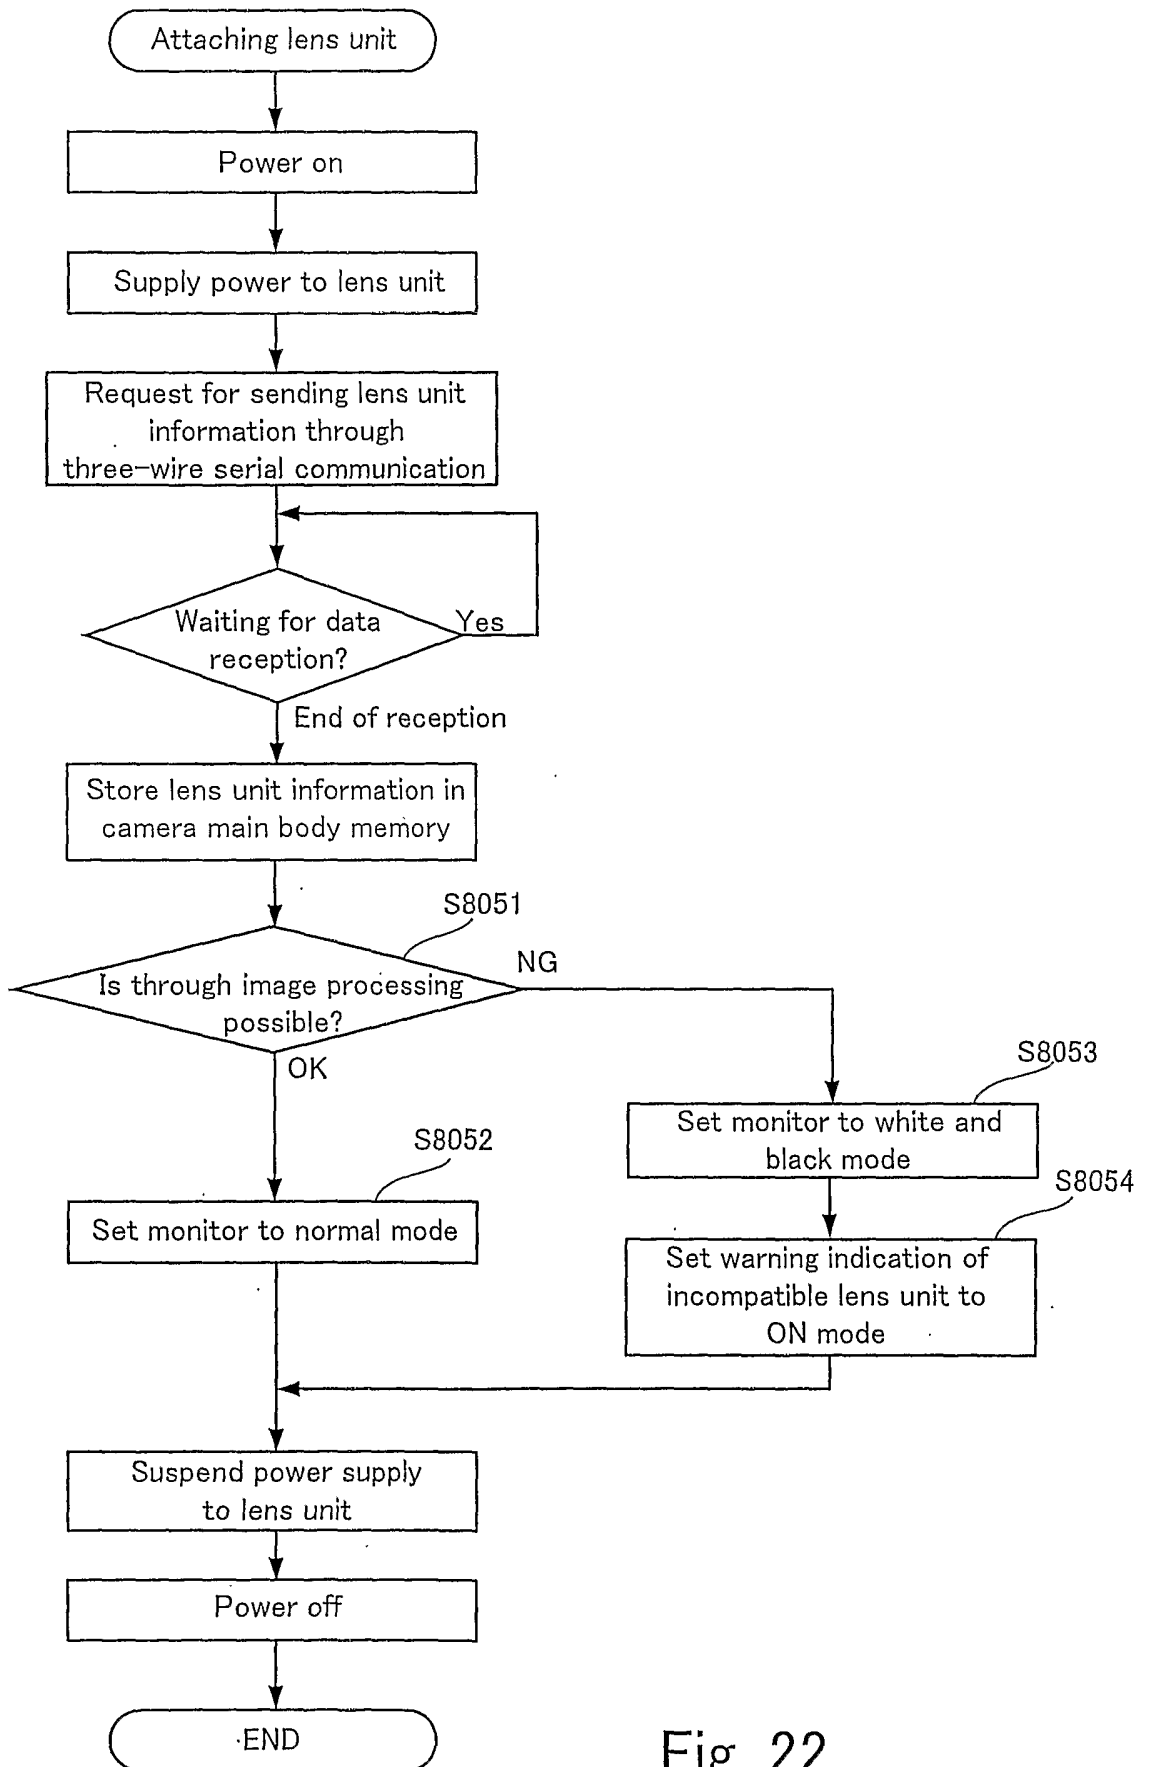 Attaching lens unit
Power on
Supply power to lens unit
Request for sending lens unit
information through
three-wire serial communication
Waiting for data
reception?
Yes
End of reception
Store lens unit information in
camera main body memory
S8051
Is through image processing
possible?
NG
OK
S8053
Set monitor to white and
black mode
S8052
Set monitor to normal mode
S8054
Set warning indication of
incompatible lens unit to
ON mode
Suspend power supply
to lens unit
Power off
END
Fig. 22